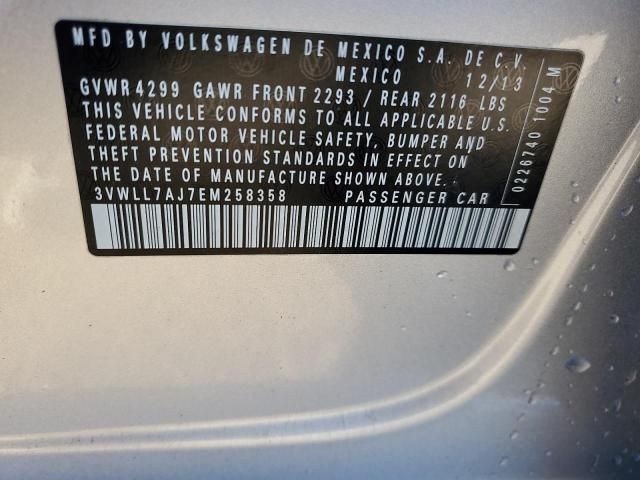 MFD BY VOLKSWAGEN DE MEXICO S.A. DE C.V.
MEXICO 12/13
GVWR 4299 GAWR FRONT 2293 / REAR 2116 LBS
THIS VEHICLE CONFORMS TO ALL APPLICABLE U.S.
FEDERAL MOTOR VEHICLE SAFETY, BUMPER AND
THEFT PREVENTION STANDARDS IN EFFECT ON
THE DATE OF MANUFACTURE SHOWN ABOVE.
3VWLL7AJ7EM258358 PASSENGER CAR
0226740 1004 M